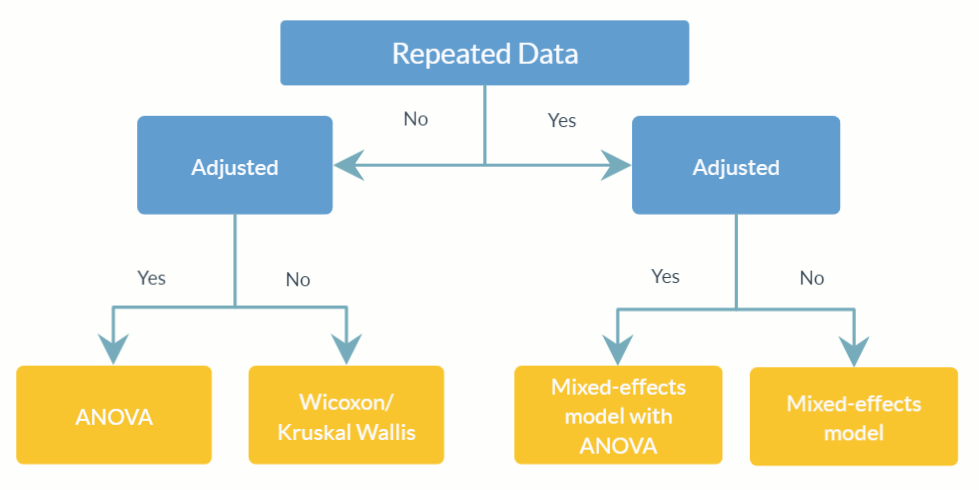 Repeated Data
No
Yes
Adjusted
Adjusted
Yes
No
Yes
No
ANOVA
Wicoxon/
Kruskal Wallis
Mixed-effects
model with
ANOVA
Mixed-effects
model